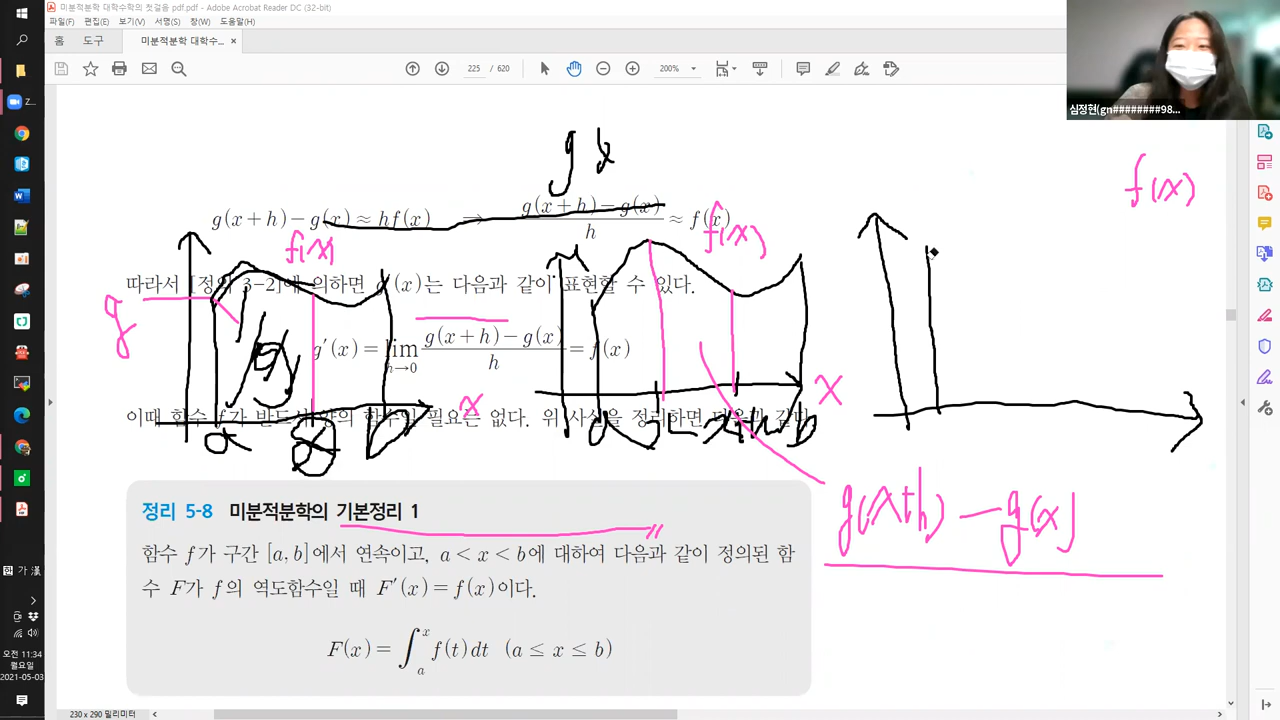 미분적분학 대학수학의 첫걸음 pdf.pdf - Adobe Acrobat Reader DC (32-bit)
파일(F) 편집(E) 보기(V) 서명(S) 창(W) 도움말(H)
홈 도구 미분적분학 대학수... ×
225 / 620 200%
심정현(gn########98...
g x
f(x)
g(x+h)−g(x)≈hf(x) ⇒ g(x+h)−g(x) / h ≈ f(x)
f(x) f(x)
따라서 [정의 3-2]에 의하면 g'(x)는 다음과 같이 표현할 수 있다.
g
g
g'(x) = lim h→0 g(x+h)−g(x) / h = f(x)
x x
이때 함수 f가 반드시 양의 함수일 필요는 없다. 위 사실을 정리하면 다음과 같다.
a x b a x x+h b
g(x+h) − g(x)
정리 5-8 미분적분학의 기본정리 1
함수 f가 구간 [a, b]에서 연속이고, a < x < b에 대하여 다음과 같이 정의된 함
수 F가 f의 역도함수일 때 F'(x) = f(x)이다.
F(x) = ∫ₐˣ f(t)dt (a ≤ x ≤ b)
Z...
한 가 漢
오전 11:34
월요일
2021-05-03
230 x 290 밀리미터